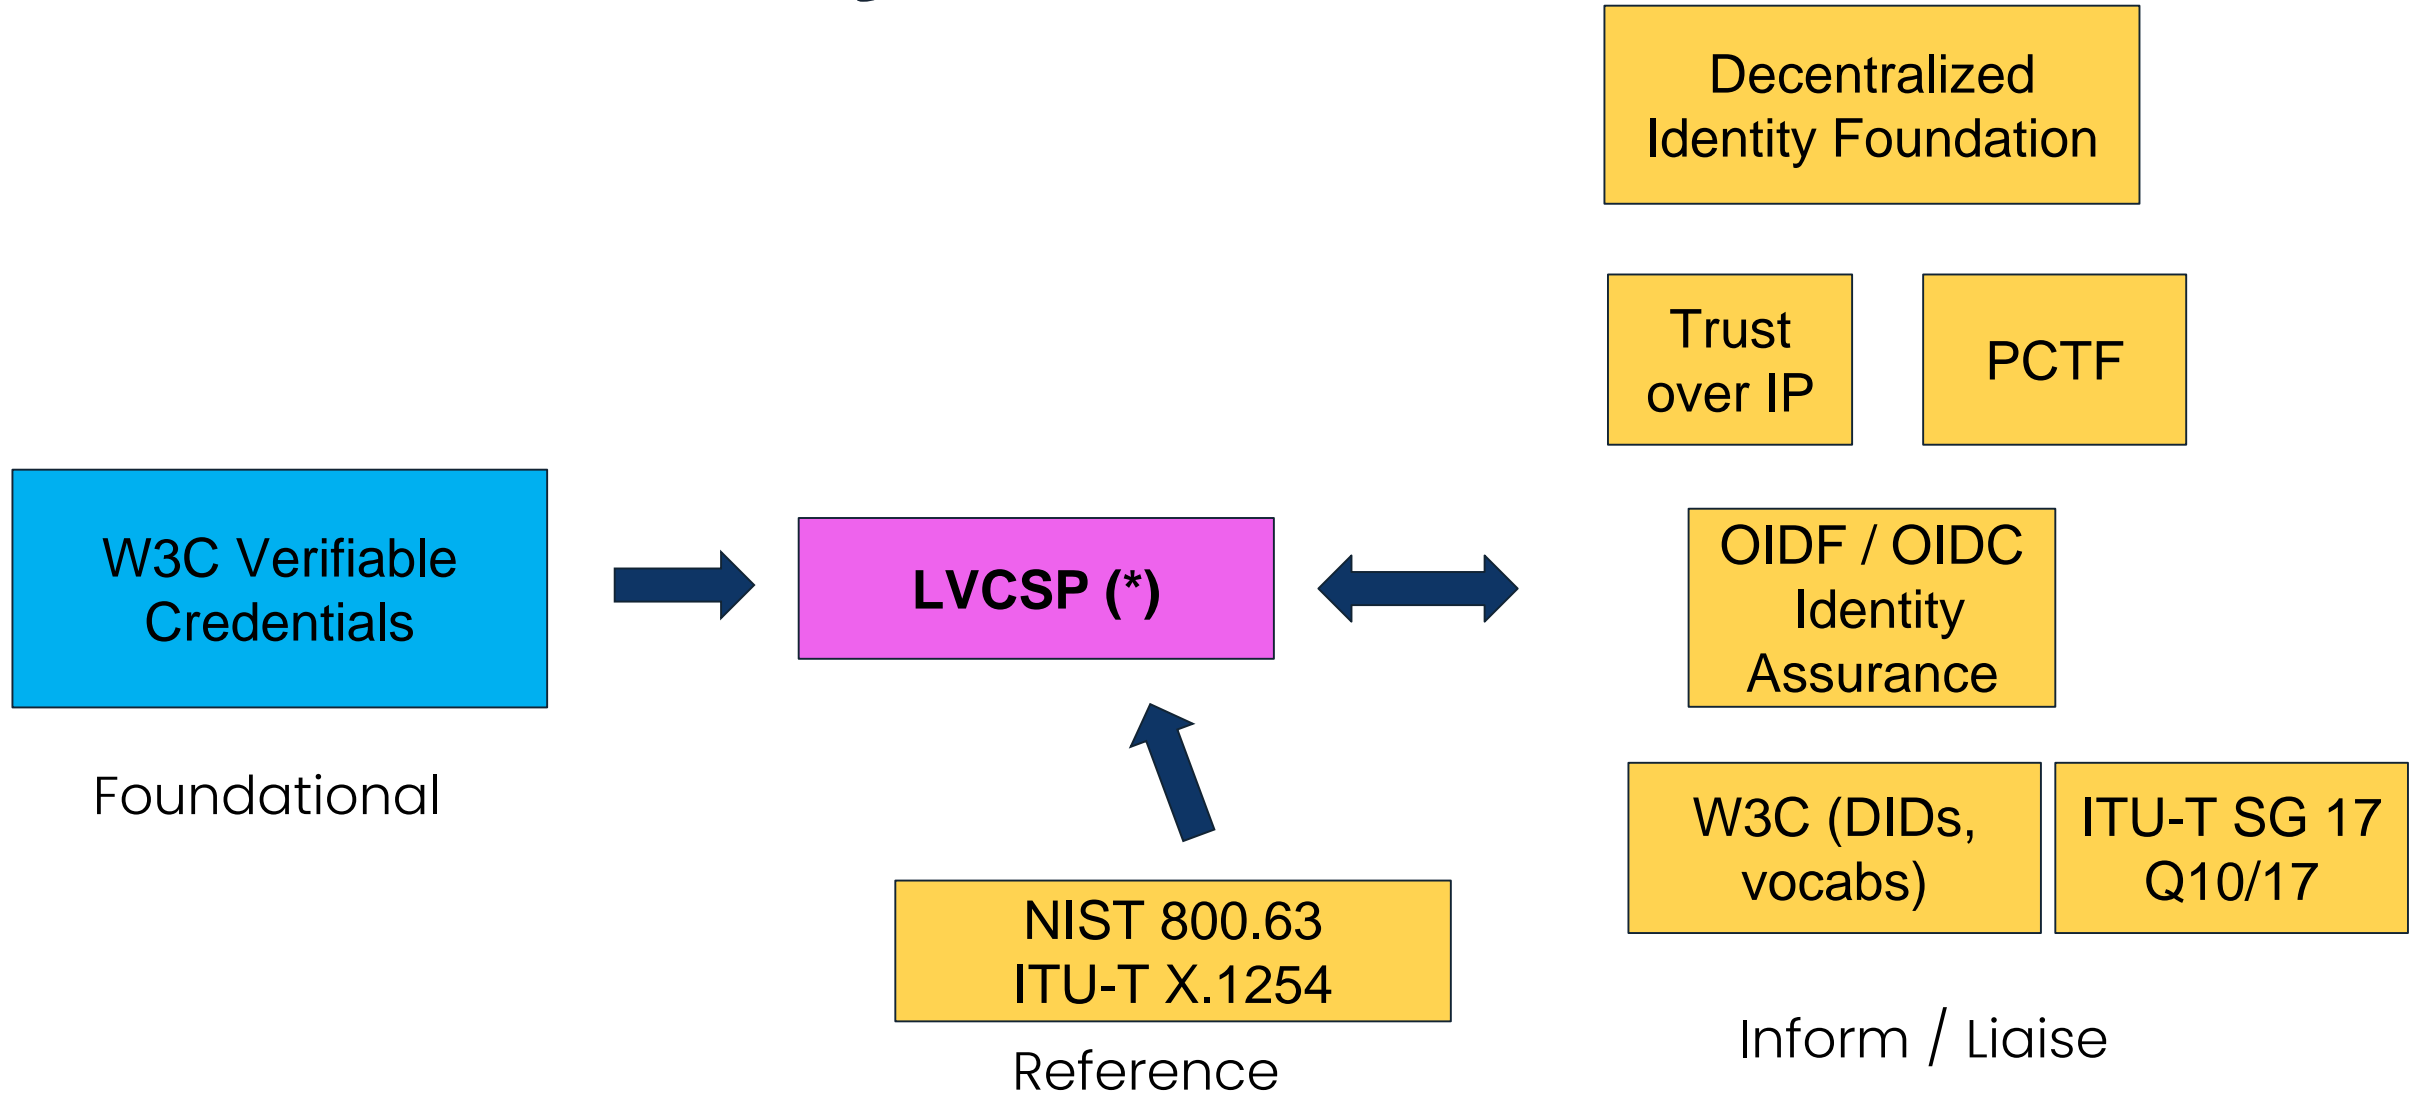 Decentralized
Identity Foundation
Trust
over IP
PCTF
W3C Verifiable
Credentials
Foundational
LVCSP (*)
OIDF / OIDC
Identity
Assurance
W3C (DIDs,
vocabs)
ITU-T SG 17
Q10/17
NIST 800.63
ITU-T X.1254
Reference
Inform / Liaise